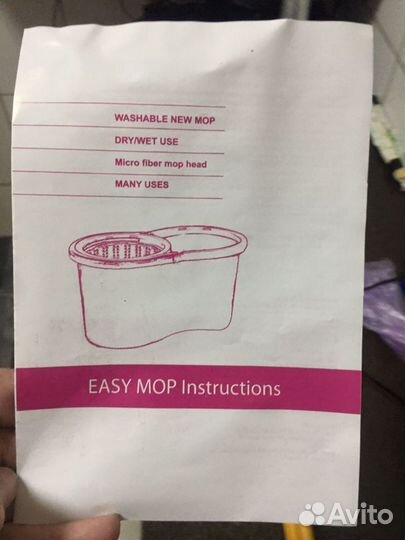 WASHABLE NEW MOP
DRY/WET USE
Micro fiber mop head
MANY USES
EASY MOP Instructions
Avito